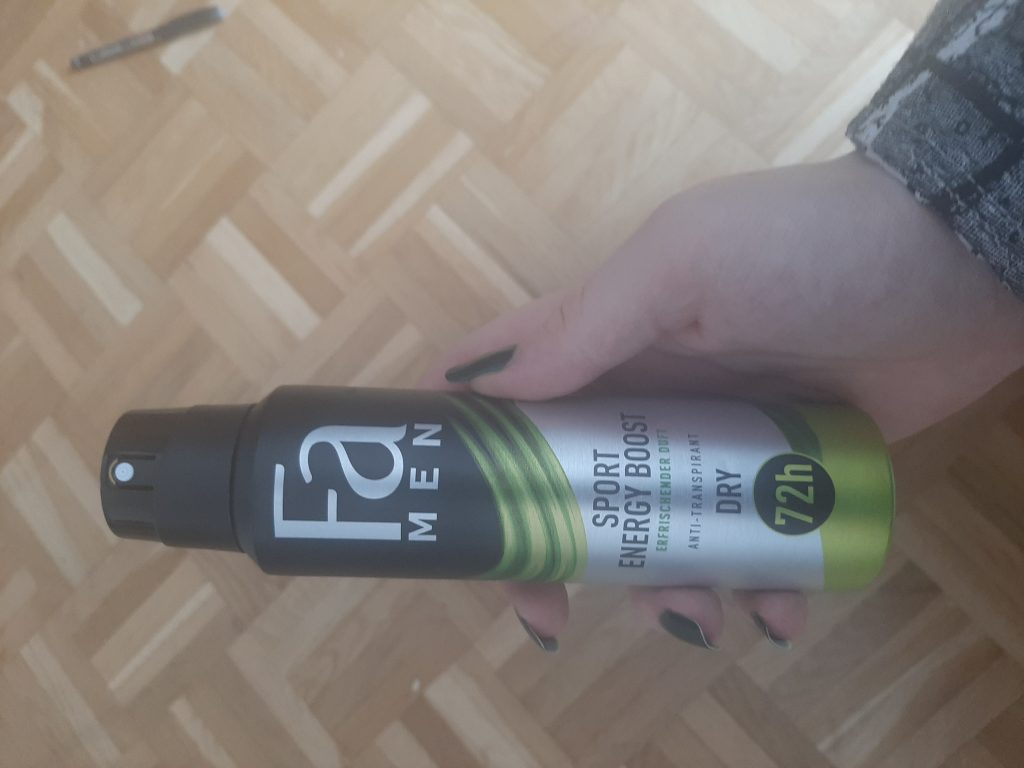 Fa
MEN
SPORT
ENERGY BOOST
ERFRISCHENDER DUFT
ANTI-TRANSPIRANT
DRY
72h